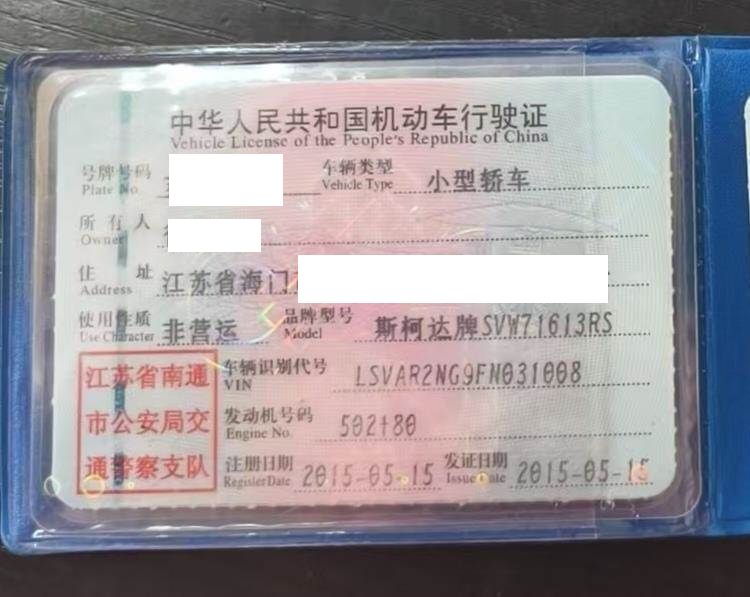 中华人民共和国机动车行驶证
Vehicle License of the People's Republic of China
号牌号码 车辆类型 小型轿车
Plate No. Vehicle Type
所有人
Owner
住址 江苏省海门
Address
使用性质 非营运 品牌型号 斯柯达牌SVW71613RS
Use Character Model
江苏省南通 车辆识别代号 LSVAR2NG9FN031008
VIN
市公安局交 发动机号码 502180
Engine No.
通警察支队 注册日期 2015-05-15 发证日期 2015-05-15
Register Date Issue Date